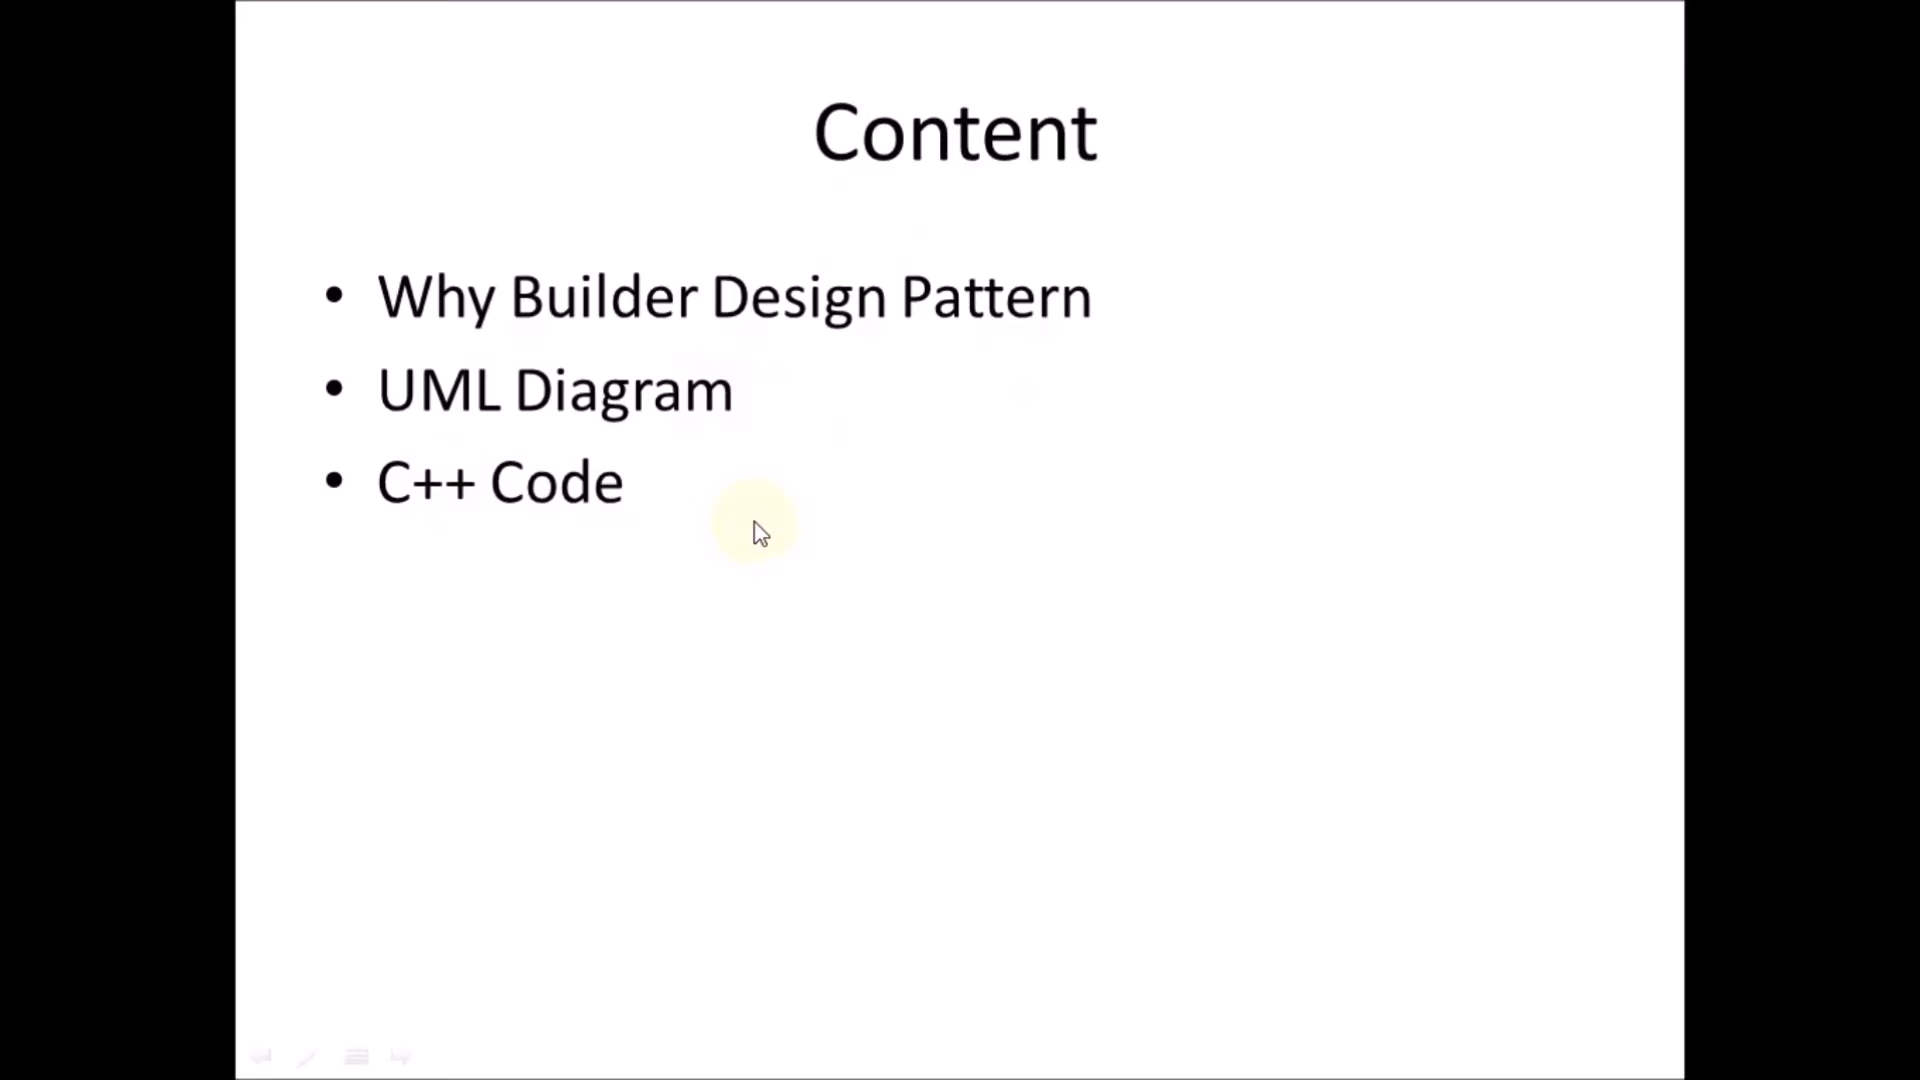 Content
• Why Builder Design Pattern
• UML Diagram
• C++ Code